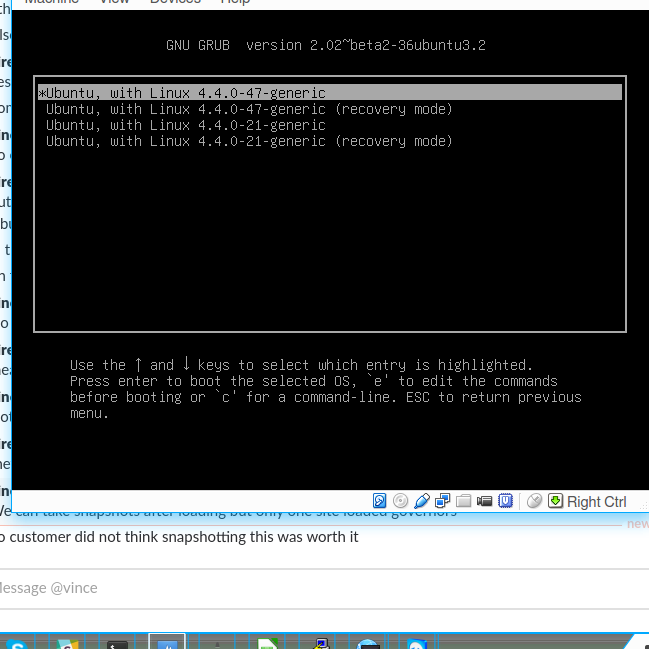 Machine View Devices Help
GNU GRUB version 2.02~beta2-36ubuntu3.2
*Ubuntu, with Linux 4.4.0-47-generic
Ubuntu, with Linux 4.4.0-47-generic (recovery mode)
Ubuntu, with Linux 4.4.0-21-generic
Ubuntu, with Linux 4.4.0-21-generic (recovery mode)
Use the ↑ and ↓ keys to select which entry is highlighted.
Press enter to boot the selected OS, `e' to edit the commands
before booting or `c' for a command-line. ESC to return previous
menu.
Right Ctrl
can take snapshots after loading but only one site loaded governors
new
o customer did not think snapshotting this was worth it
Message @vince